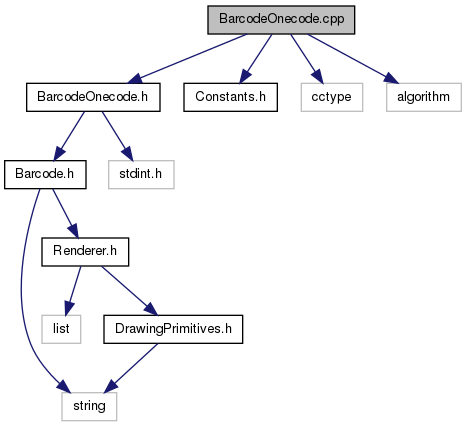 BarcodeOnecode.cpp
BarcodeOnecode.h
Constants.h
cctype
algorithm
Barcode.h
stdint.h
Renderer.h
list
DrawingPrimitives.h
string